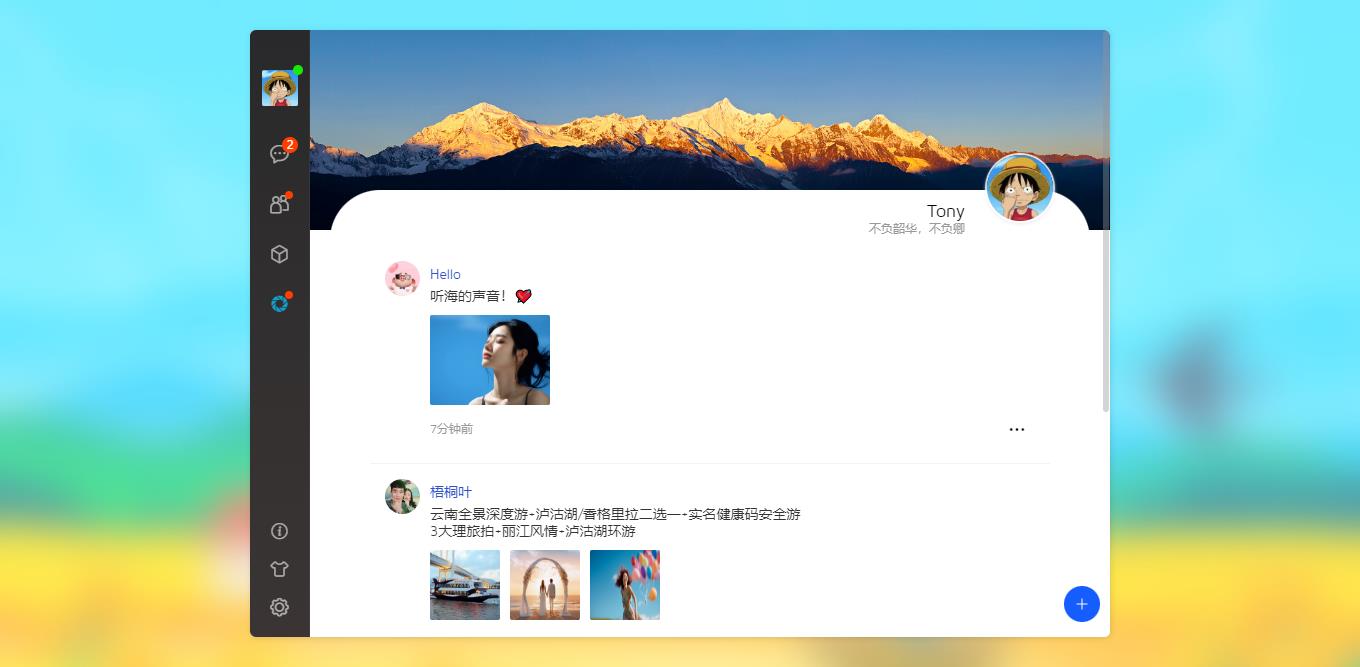 2
Tony
不负韶华，不负卿
Hello
听海的声音！
7分钟前
梧桐叶
云南全景深度游+泸沽湖/香格里拉二选一+实名健康码安全游
3大理旅拍+丽江风情+泸沽湖环游